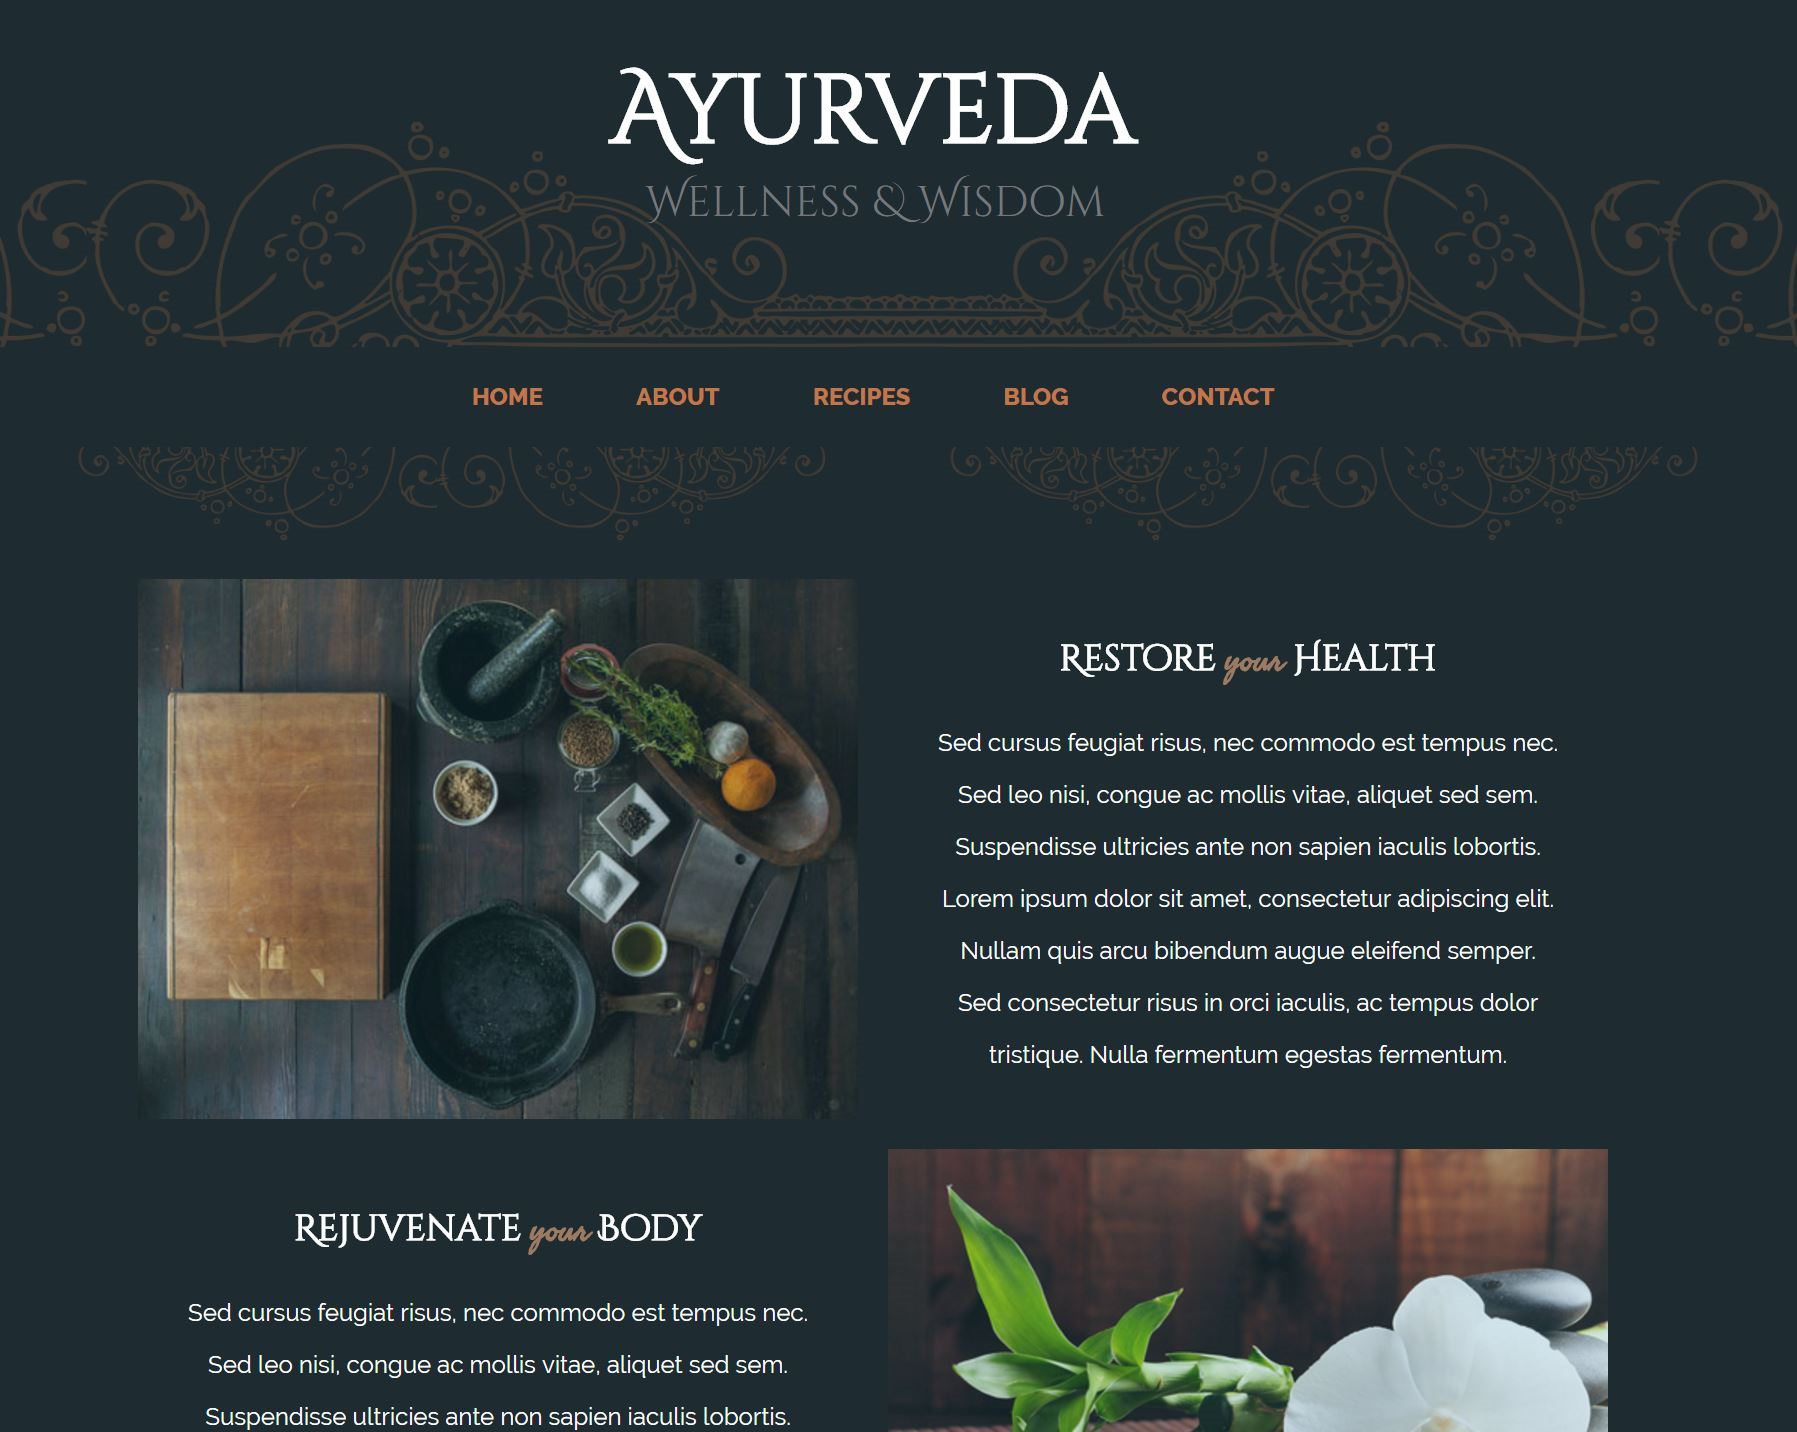 AYURVEDA
WELLNESS & WISDOM
HOME ABOUT RECIPES BLOG CONTACT
RESTORE your HEALTH
Sed cursus feugiat risus, nec commodo est tempus nec.
Sed leo nisi, congue ac mollis vitae, aliquet sed sem.
Suspendisse ultricies ante non sapien iaculis lobortis.
Lorem ipsum dolor sit amet, consectetur adipiscing elit.
Nullam quis arcu bibendum augue eleifend semper.
Sed consectetur risus in orci iaculis, ac tempus dolor
tristique. Nulla fermentum egestas fermentum.
REJUVENATE your BODY
Sed cursus feugiat risus, nec commodo est tempus nec.
Sed leo nisi, congue ac mollis vitae, aliquet sed sem.
Suspendisse ultricies ante non sapien iaculis lobortis.